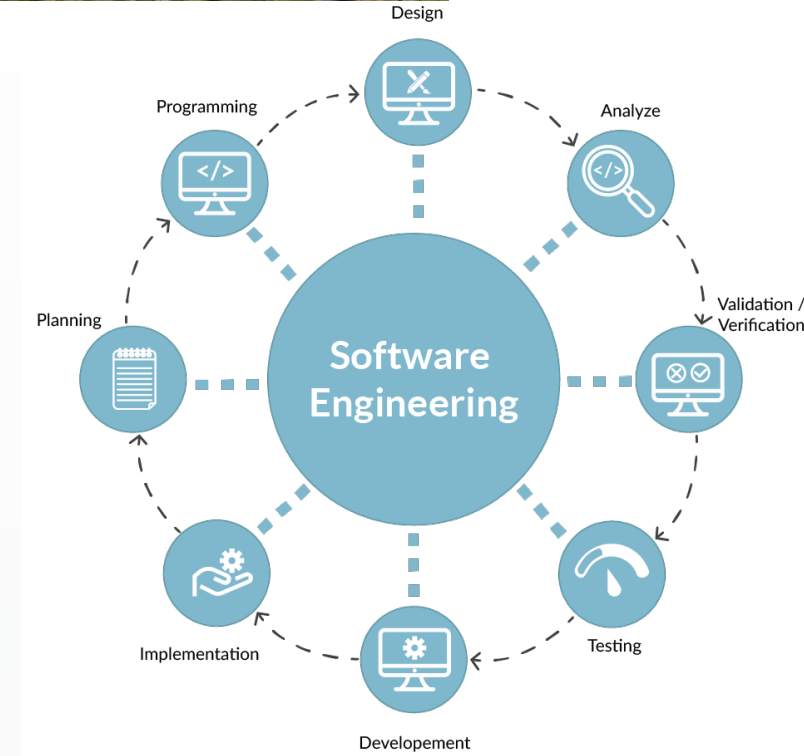 Design
Programming
Analyze
</>
</>
Planning
Validation /
Verification
Software
Engineering
Implementation
Testing
Developement